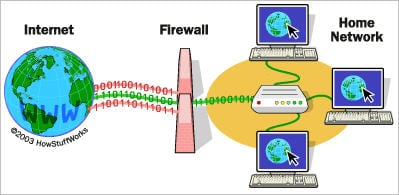 Internet
Firewall
Home
Network
WWW
©2003 HowStuffWorks